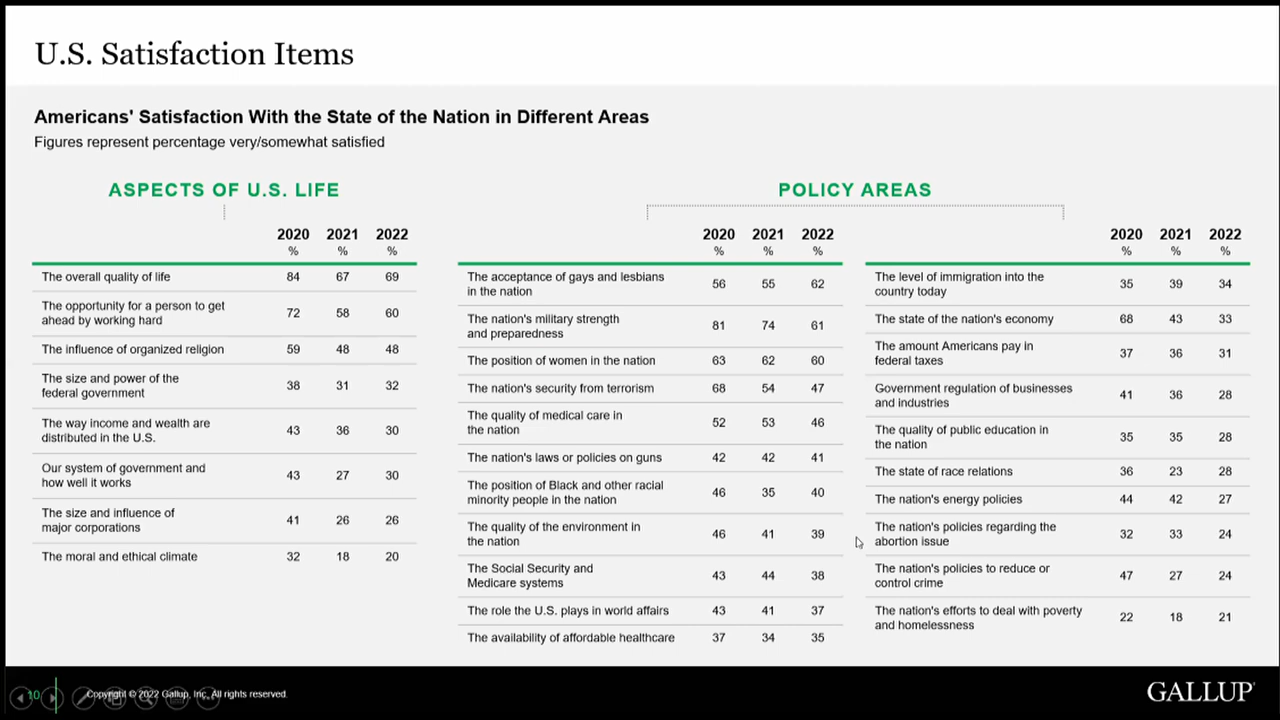 U.S. Satisfaction Items
Americans' Satisfaction With the State of the Nation in Different Areas
Figures represent percentage very/somewhat satisfied
ASPECTS OF U.S. LIFE
2020 2021 2022
% % %
The overall quality of life 84 67 69
The opportunity for a person to get
ahead by working hard 72 58 60
The influence of organized religion 59 48 48
The size and power of the
federal government 38 31 32
The way income and wealth are
distributed in the U.S. 43 36 30
Our system of government and
how well it works 43 27 30
The size and influence of
major corporations 41 26 26
The moral and ethical climate 32 18 20
POLICY AREAS
2020 2021 2022
% % %
The acceptance of gays and lesbians
in the nation 56 55 62
The nation's military strength
and preparedness 81 74 61
The position of women in the nation 63 62 60
The nation's security from terrorism 68 54 47
The quality of medical care in
the nation 52 53 46
The nation's laws or policies on guns 42 42 41
The position of Black and other racial
minority people in the nation 46 35 40
The quality of the environment in
the nation 46 41 39
The Social Security and
Medicare systems 43 44 38
The role the U.S. plays in world affairs 43 41 37
The availability of affordable healthcare 37 34 35
2020 2021 2022
% % %
The level of immigration into the
country today 35 39 34
The state of the nation's economy 68 43 33
The amount Americans pay in
federal taxes 37 36 31
Government regulation of businesses
and industries 41 36 28
The quality of public education in
the nation 35 35 28
The state of race relations 36 23 28
The nation's energy policies 44 42 27
The nation's policies regarding the
abortion issue 32 33 24
The nation's policies to reduce or
control crime 47 27 24
The nation's efforts to deal with poverty
and homelessness 22 18 21
10
Copyright © 2022 Gallup, Inc. All rights reserved.
GALLUP®